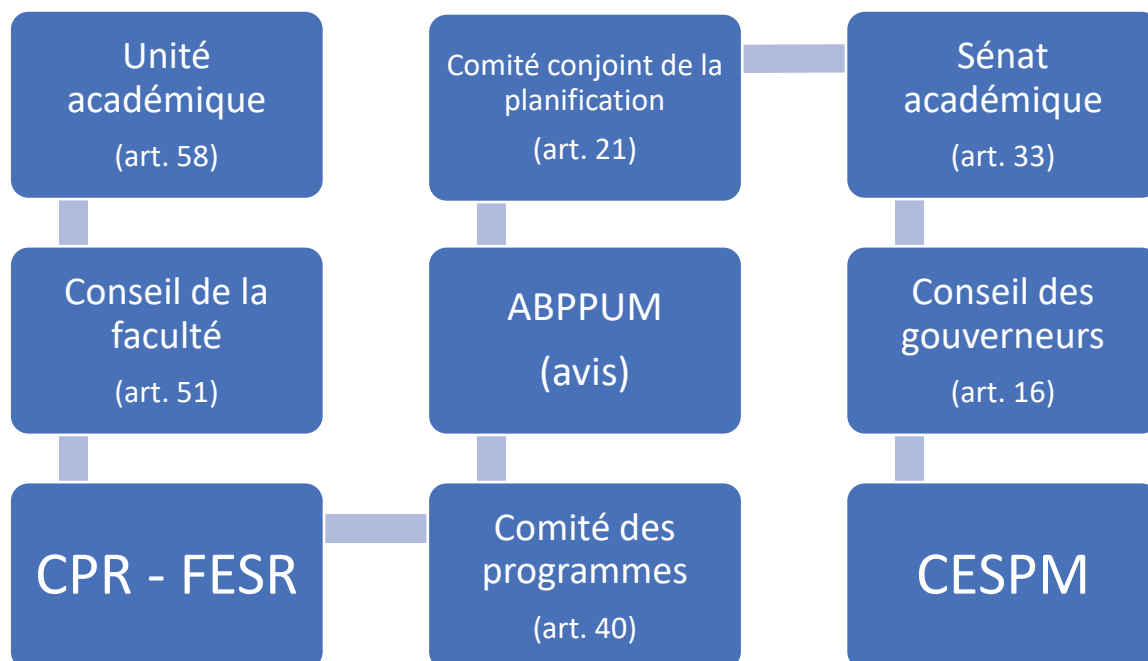 Unité
académique
(art. 58)
Conseil de la
faculté
(art. 51)
CPR - FESR
Comité des
programmes
(art. 40)
ABPPUM
(avis)
Comité conjoint de la
planification
(art. 21)
Sénat
académique
(art. 33)
Conseil des
gouverneurs
(art. 16)
CESPM